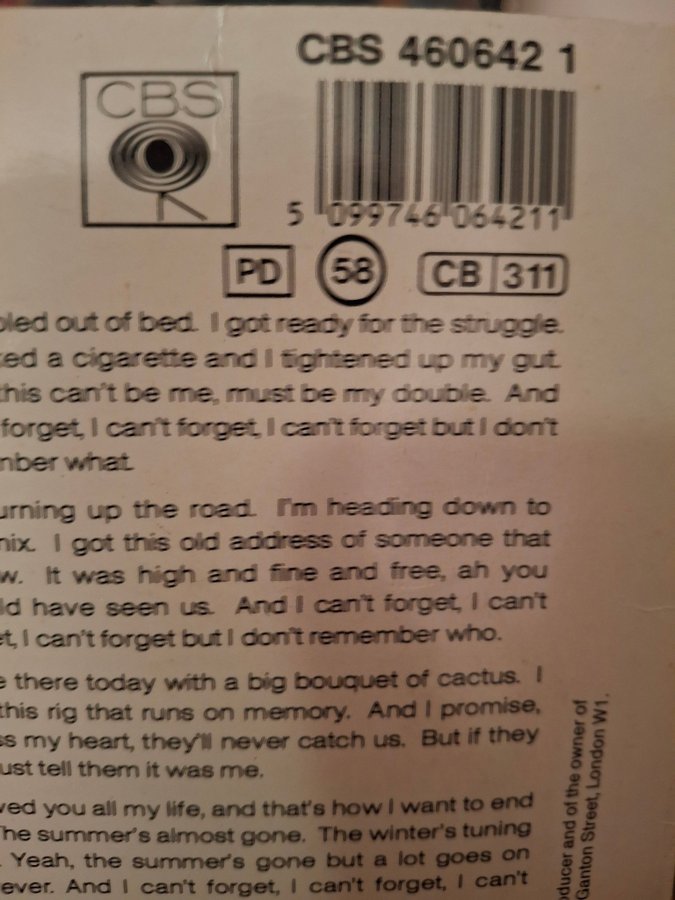 CBS 460642 1
CBS
5 099746 064211
PD 58 CB 311
bled out of bed. I got ready for the struggle.
ked a cigarette and I tightened up my gut.
this can't be me, must be my double. And
forget, I can't forget, I can't forget but I don't
mber what.
urning up the road. I'm heading down to
nix. I got this old address of someone that
w. It was high and fine and free, ah you
ld have seen us. And I can't forget, I can't
et, I can't forget but I don't remember who.
e there today with a big bouquet of cactus. I
this rig that runs on memory. And I promise,
ss my heart, they'll never catch us. But if they
ust tell them it was me.
ved you all my life, and that's how I want to end
The summer's almost gone. The winter's tuning
. Yeah, the summer's gone but a lot goes on
ever. And I can't forget, I can't forget, I can't
oducer and of the owner of
Ganton Street, London W1.